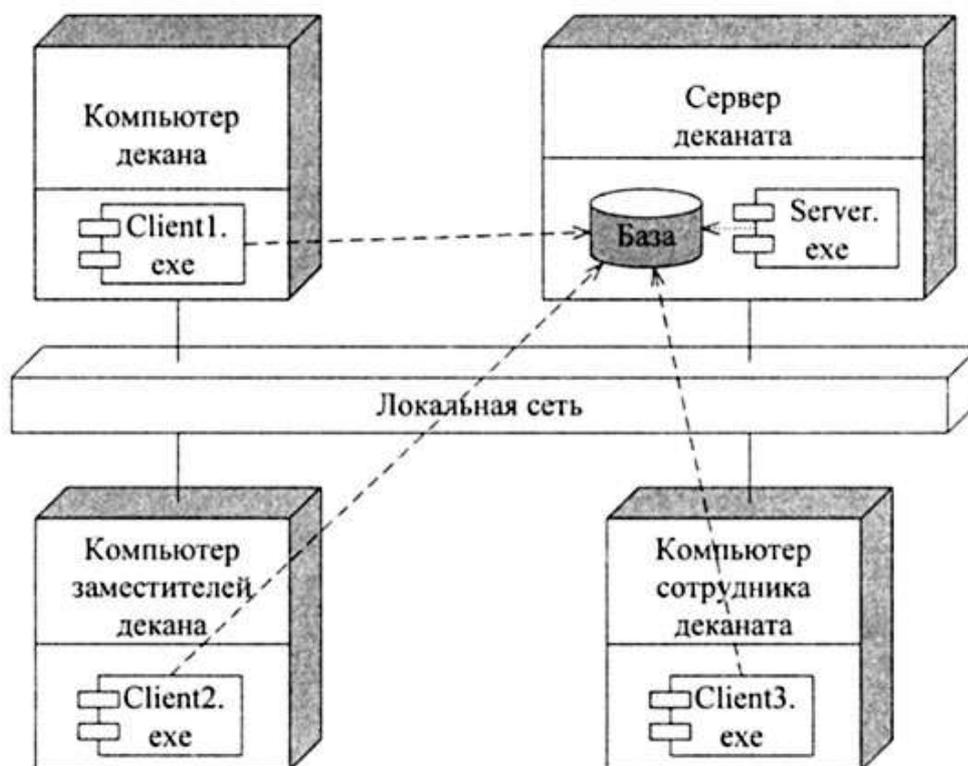 Компьютер
декана
Client1.
exe
Сервер
деканата
База
Server.
exe
Локальная сеть
Компьютер
заместителей
декана
Client2.
exe
Компьютер
сотрудника
деканата
Client3.
exe